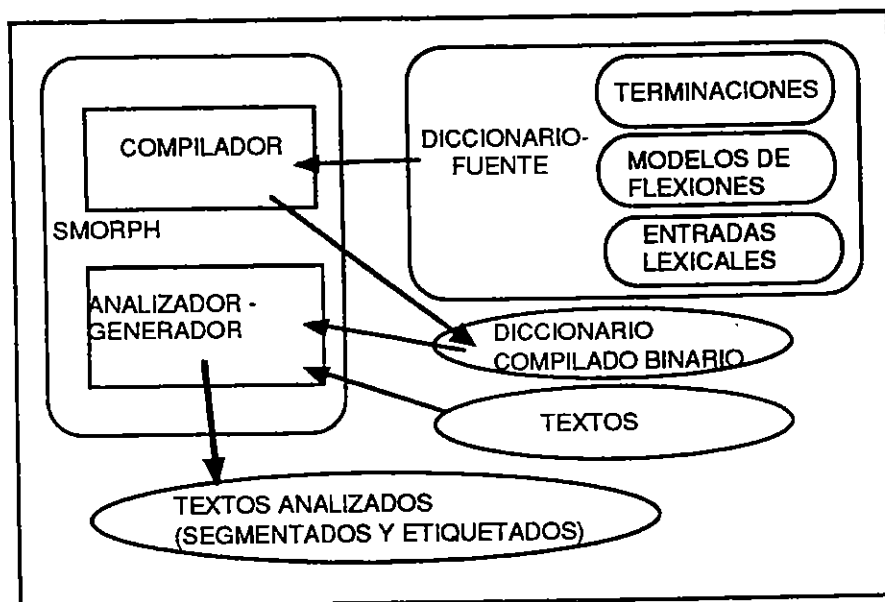 COMPILADOR
SMORPH
ANALIZADOR -
GENERADOR
DICCIONARIO-
FUENTE
TERMINACIONES
MODELOS DE
FLEXIONES
ENTRADAS
LEXICALES
DICCIONARIO
COMPILADO BINARIO
TEXTOS
TEXTOS ANALIZADOS
(SEGMENTADOS Y ETIQUETADOS)